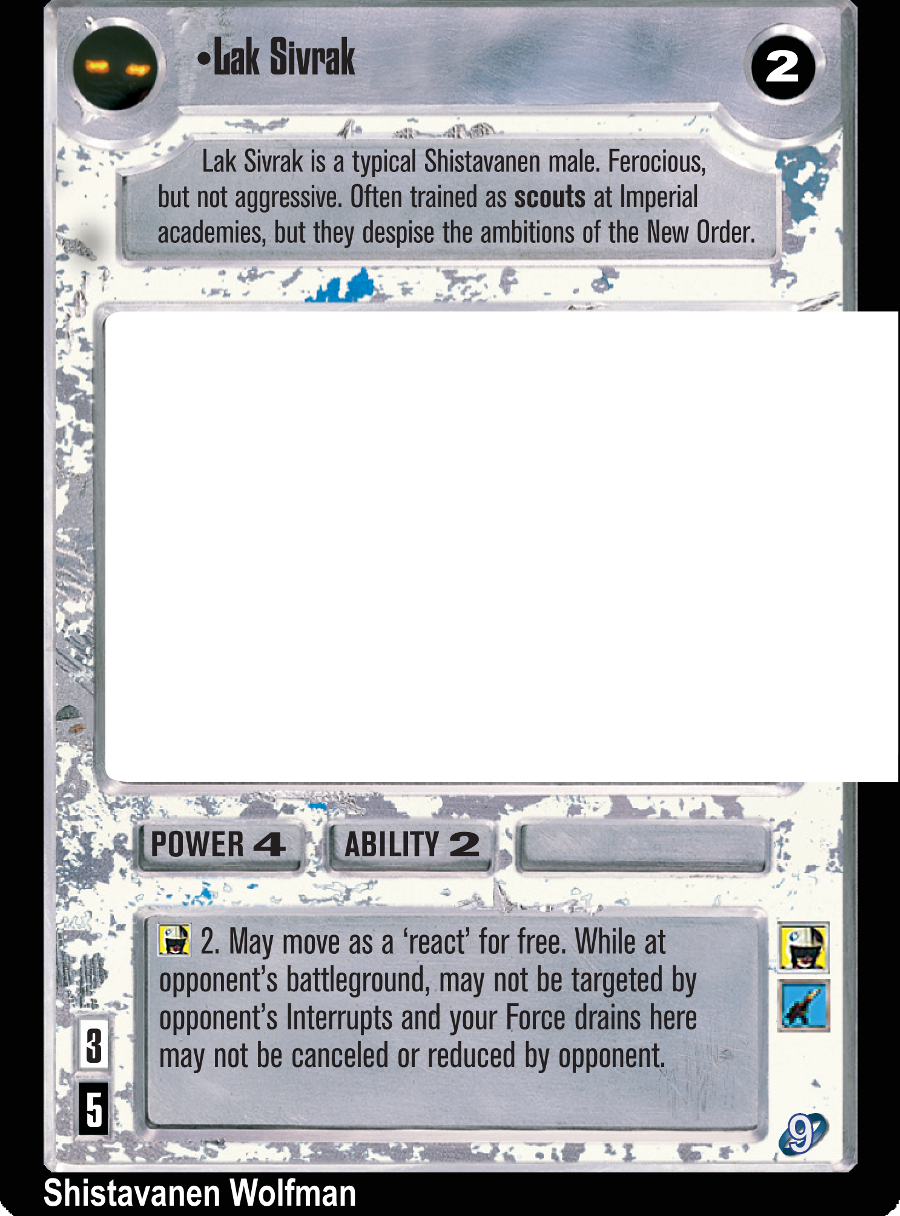 •Lak Sivrak
2
Lak Sivrak is a typical Shistavanen male. Ferocious,
but not aggressive. Often trained as scouts at Imperial
academies, but they despise the ambitions of the New Order.
POWER 4
ABILITY 2
2. May move as a ‘react’ for free. While at
opponent’s battleground, may not be targeted by
opponent’s Interrupts and your Force drains here
may not be canceled or reduced by opponent.
3
5
9
Shistavanen Wolfman